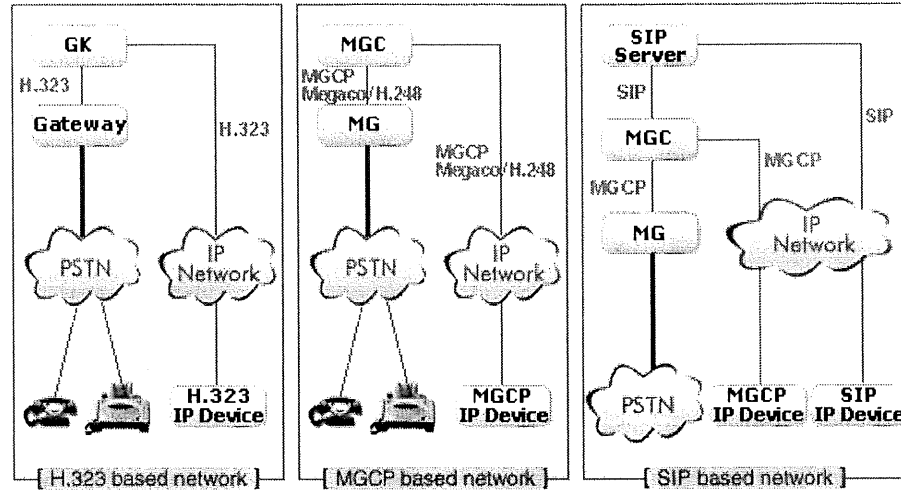 GK
H.323
Gateway
H.323
PSTN
IP
Network
H.323
IP Device
[ H.323 based network ]
MGC
MGCP
Megaco/H.248
MG
MGCP
Megaco/H.248
PSTN
IP
Network
MGCP
IP Device
[ MGCP based network ]
SIP
Server
SIP
SIP
MGC
MGCP
MGCP
MG
IP
Network
PSTN
MGCP
IP Device
SIP
IP Device
[ SIP based network ]